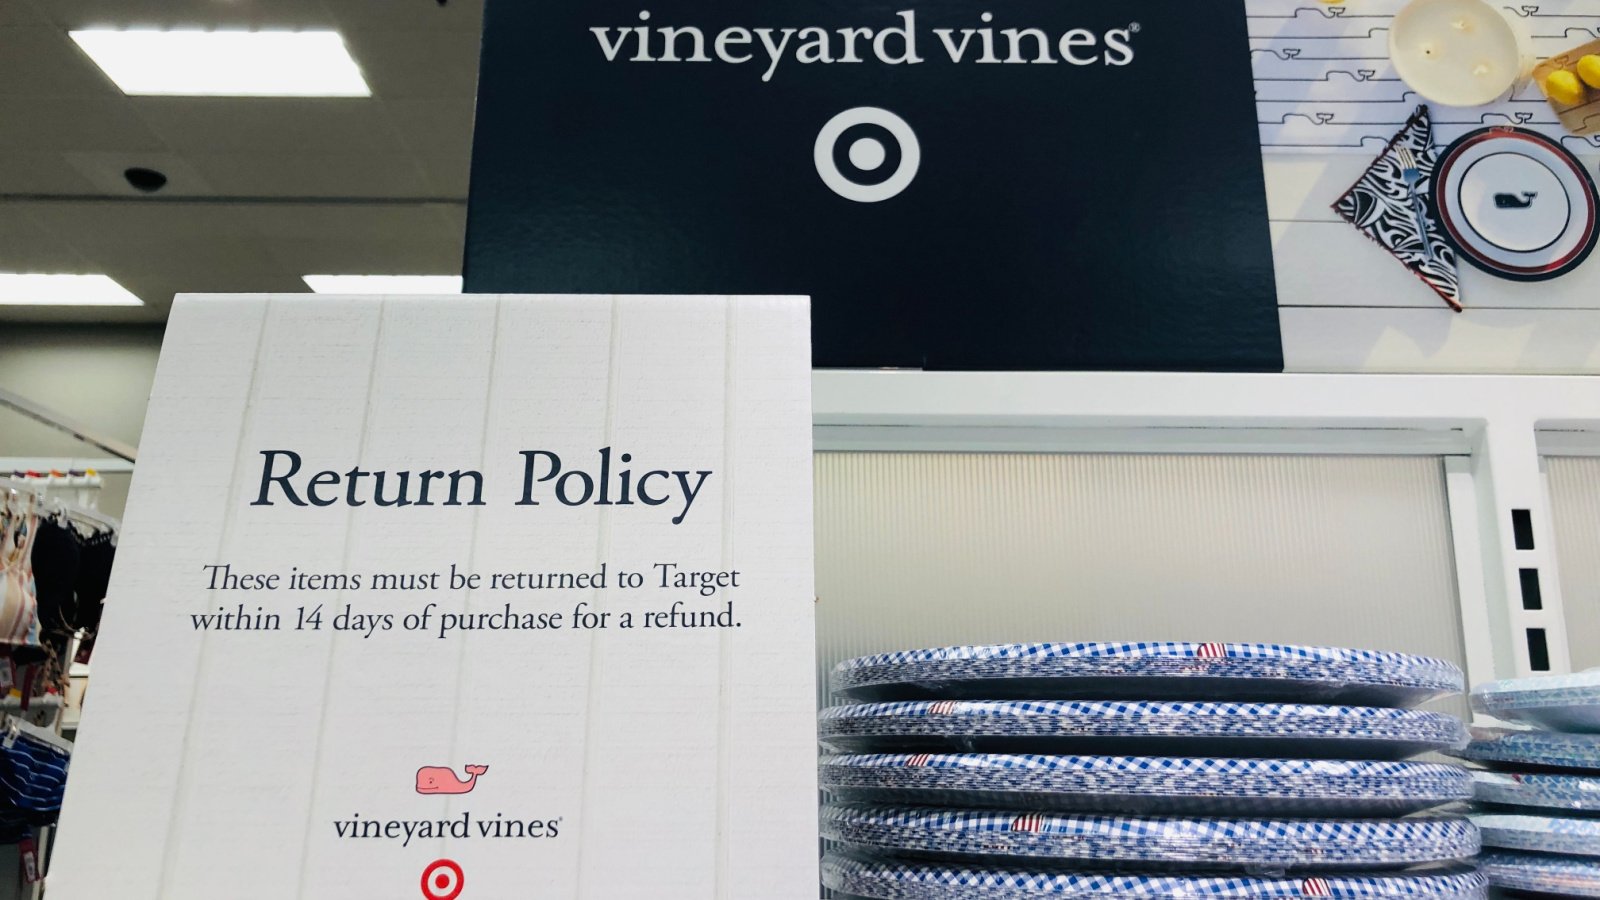 vineyard vines®
Return Policy
These items must be returned to Target
within 14 days of purchase for a refund.
vineyard vines®